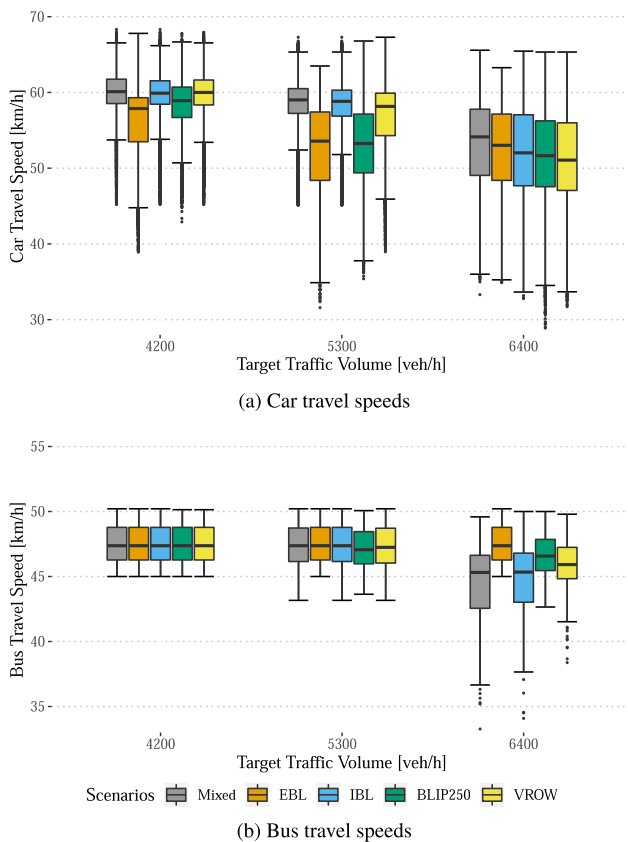 70
60
50
40
30
Car Travel Speed [km/h]
4200 5300 6400
Target Traffic Volume [veh/h]
(a) Car travel speeds
55
50
45
40
35
Bus Travel Speed [km/h]
4200 5300 6400
Target Traffic Volume [veh/h]
Scenarios Mixed EBL IBL BLIP250 VROW
(b) Bus travel speeds